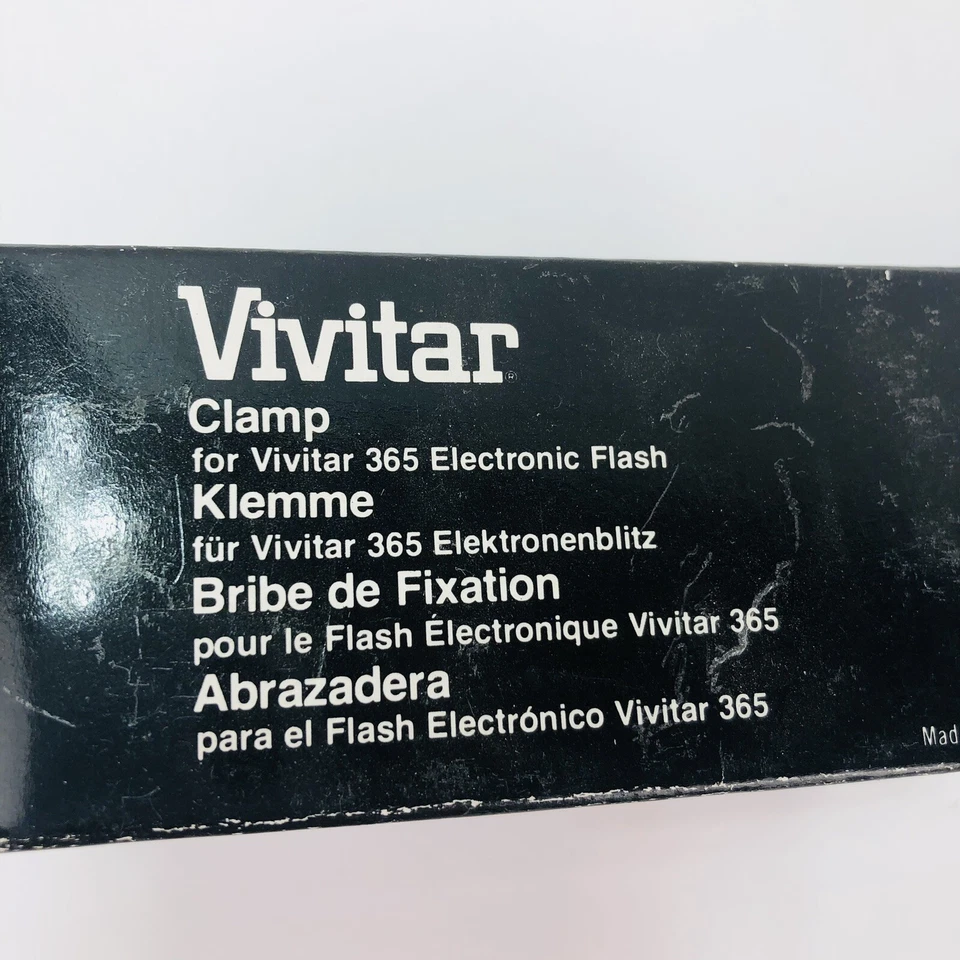 Vivitar®
Clamp
for Vivitar 365 Electronic Flash
Klemme
für Vivitar 365 Elektronenblitz
Bribe de Fixation
pour le Flash Électronique Vivitar 365
Abrazadera
para el Flash Electrónico Vivitar 365